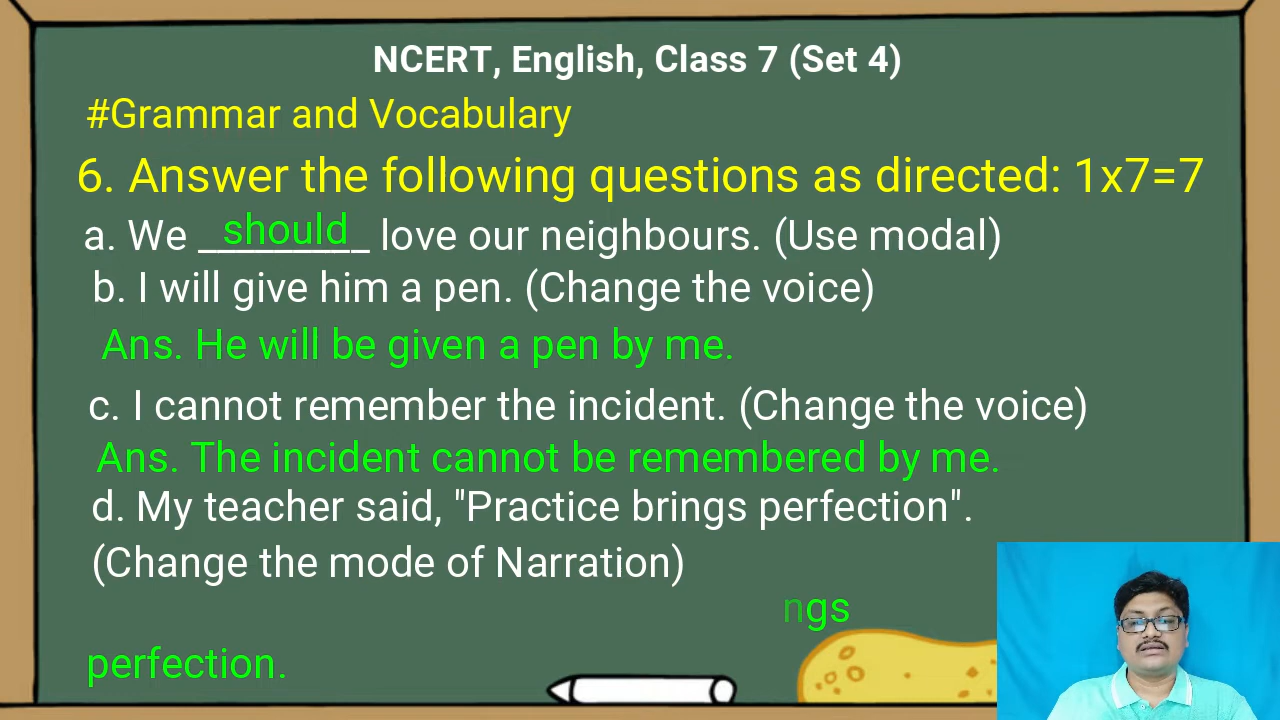 NCERT, English, Class 7 (Set 4)
#Grammar and Vocabulary
6. Answer the following questions as directed: 1x7=7
a. We _should_ love our neighbours. (Use modal)
b. I will give him a pen. (Change the voice)
Ans. He will be given a pen by me.
c. I cannot remember the incident. (Change the voice)
Ans. The incident cannot be remembered by me.
d. My teacher said, "Practice brings perfection".
(Change the mode of Narration)
ngs
perfection.